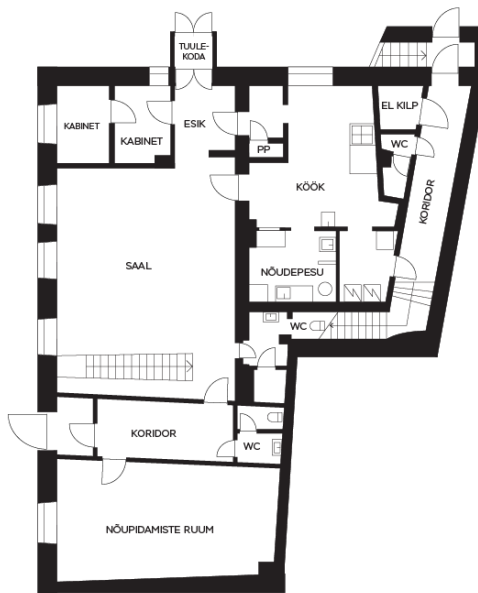 TUULE-
KODA
KABINET
KABINET
ESIK
EL KILP
WC
PP
KÖÖK
KORIDOR
SAAL
NÕUDEPESU
WC
KORIDOR
WC
NÕUPIDAMISTE RUUM